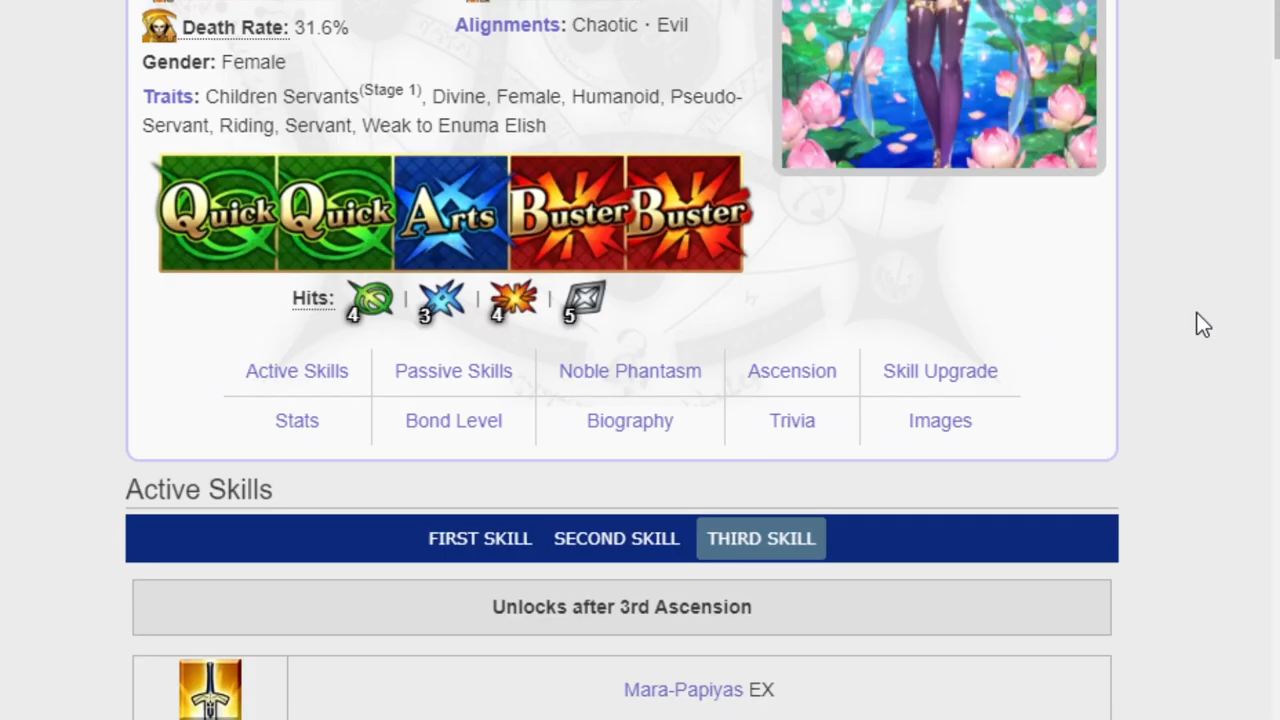 Death Rate: 31.6%
Alignments: Chaotic · Evil
Gender: Female
Traits: Children Servants(Stage 1), Divine, Female, Humanoid, Pseudo-
Servant, Riding, Servant, Weak to Enuma Elish
Quick Quick Arts Buster Buster
Hits: 4 | 3 | 4 | 5
Active Skills Passive Skills Noble Phantasm Ascension Skill Upgrade
Stats Bond Level Biography Trivia Images
Active Skills
FIRST SKILL SECOND SKILL THIRD SKILL
Unlocks after 3rd Ascension
Mara-Papiyas EX